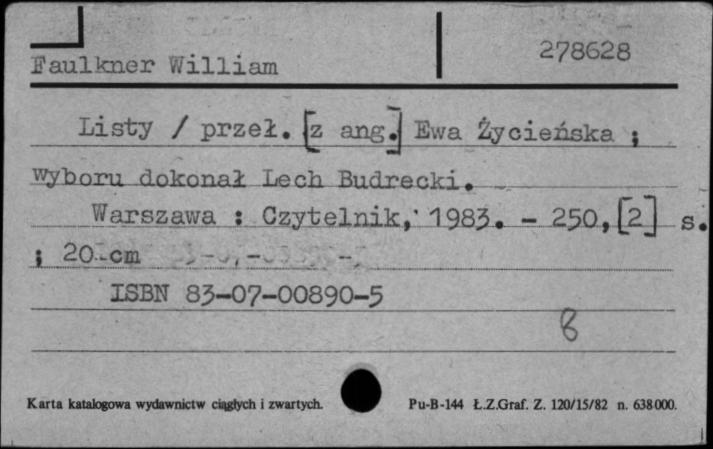 Faulkner William
278628
Listy / przeł. [z ang.] Ewa Życieńska ;
wyboru dokonał Lech Budrecki.
Warszawa : Czytelnik, 1983. - 250, [2] s.
; 20 cm
ISBN 83-07-00890-5
8
Karta katalogowa wydawnictw ciągłych i zwartych.
Pu-B-144 Ł.Z.Graf. Z. 120/15/82 n. 638000.